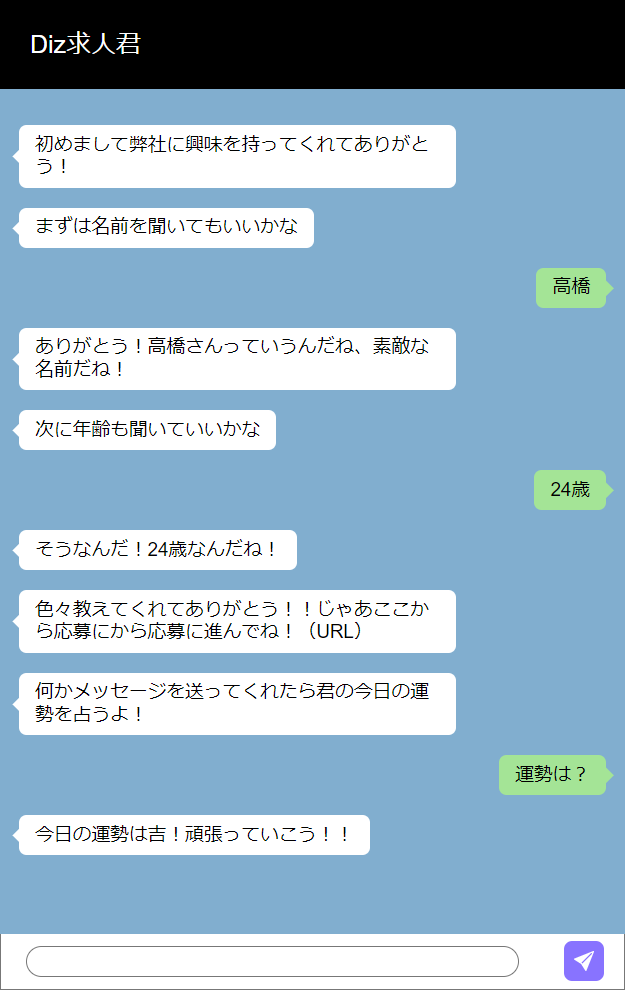 Diz求人君
初めまして弊社に興味を持ってくれてありがと
う！
まずは名前を聞いてもいいかな
高橋
ありがとう！高橋さんっていうんだね、素敵な
名前だね！
次に年齢も聞いていいかな
24歳
そうなんだ！24歳なんだね！
色々教えてくれてありがとう！！じゃあここか
ら応募にから応募に進んでね！（URL）
何かメッセージを送ってくれたら君の今日の運
勢を占うよ！
運勢は？
今日の運勢は吉！頑張っていこう！！